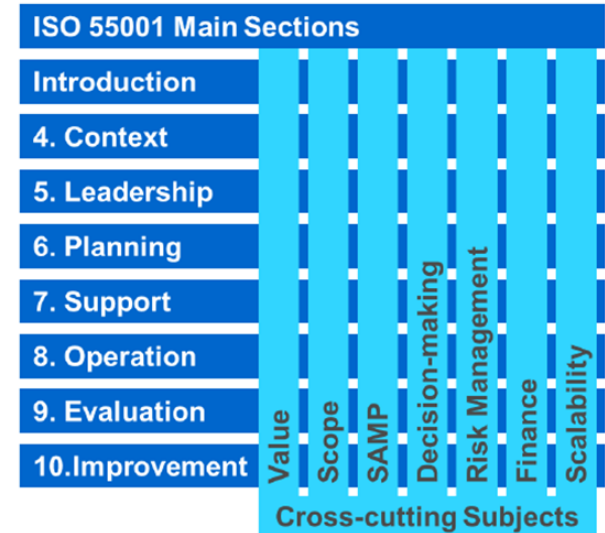 ISO 55001 Main Sections
Introduction
4. Context
5. Leadership
6. Planning
7. Support
8. Operation
9. Evaluation
10.Improvement
Value
Scope
SAMP
Decision-making
Risk Management
Finance
Scalability
Cross-cutting Subjects